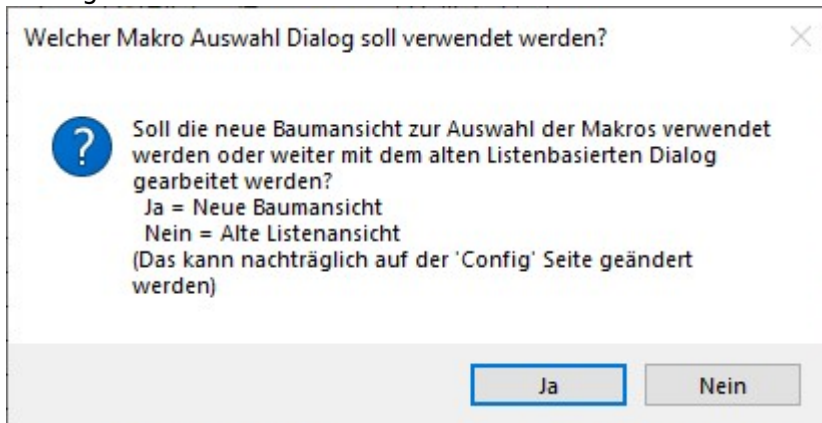 Welcher Makro Auswahl Dialog soll verwendet werden?
Soll die neue Baumansicht zur Auswahl der Makros verwendet
werden oder weiter mit dem alten Listenbasierten Dialog
gearbeitet werden?
Ja = Neue Baumansicht
Nein = Alte Listenansicht
(Das kann nachträglich auf der 'Config' Seite geändert
werden)
Ja
Nein